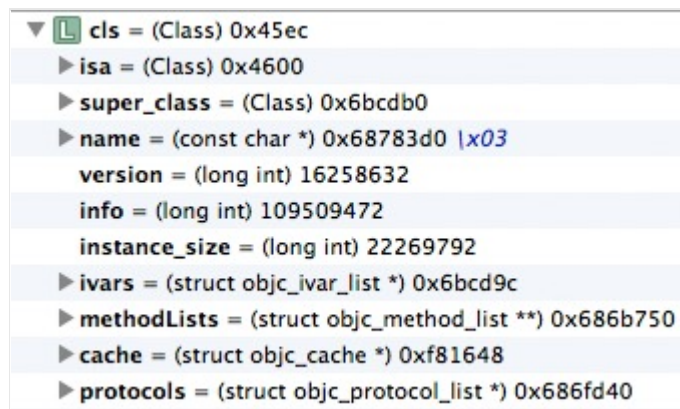 L cls = (Class) 0x45ec
isa = (Class) 0x4600
super_class = (Class) 0x6bcdb0
name = (const char *) 0x68783d0 \x03
version = (long int) 16258632
info = (long int) 109509472
instance_size = (long int) 22269792
ivars = (struct objc_ivar_list *) 0x6bcd9c
methodLists = (struct objc_method_list **) 0x686b750
cache = (struct objc_cache *) 0xf81648
protocols = (struct objc_protocol_list *) 0x686fd40